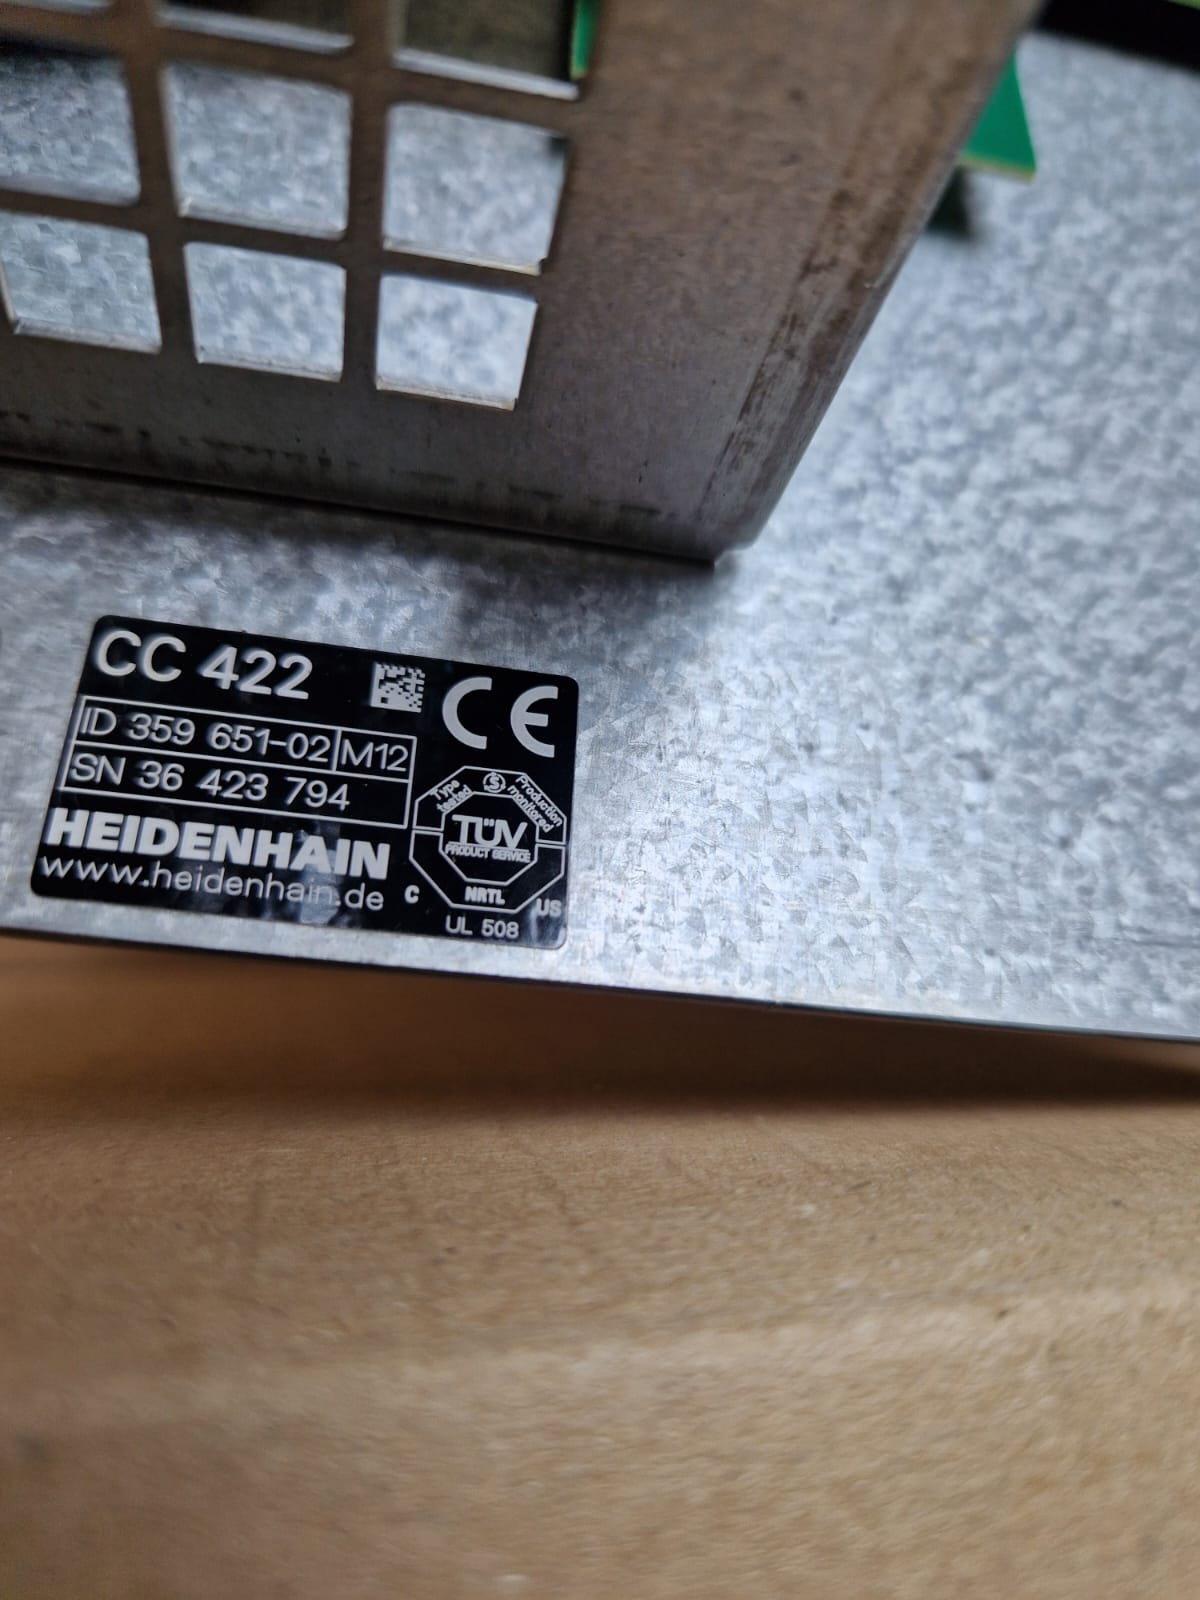 CC 422
CE
ID 359 651-02 M12
SN 36 423 794
HEIDENHAIN
www.heidenhain.de
Type tested
Production monitored
TÜV
PRODUCT SERVICE
C NRTL US
UL 508